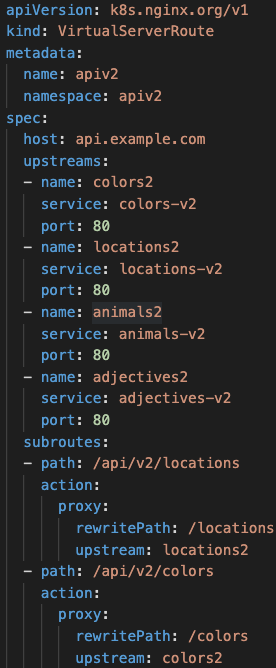 apiVersion: k8s.nginx.org/v1
kind: VirtualServerRoute
metadata:
  name: apiv2
  namespace: apiv2
spec:
  host: api.example.com
  upstreams:
  - name: colors2
    service: colors-v2
    port: 80
  - name: locations2
    service: locations-v2
    port: 80
  - name: animals2
    service: animals-v2
    port: 80
  - name: adjectives2
    service: adjectives-v2
    port: 80
  subroutes:
  - path: /api/v2/locations
    action:
      proxy:
        rewritePath: /locations
        upstream: locations2
  - path: /api/v2/colors
    action:
      proxy:
        rewritePath: /colors
        upstream: colors2